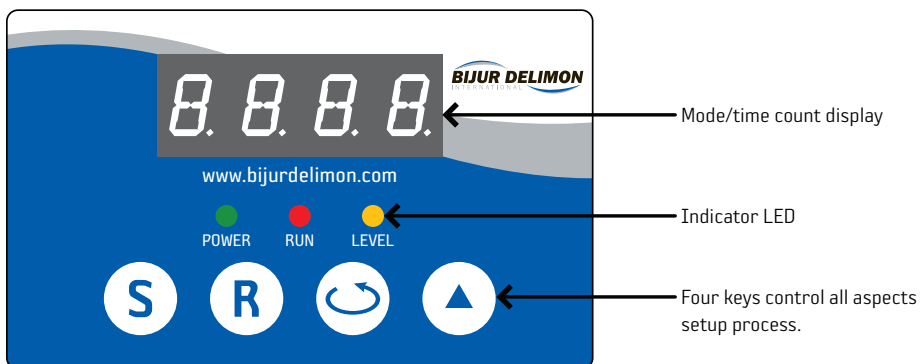 8.8.8.8.
BIJUR DELIMON
INTERNATIONAL
Mode/time count display
www.bijurdelimon.com
Indicator LED
POWER RUN LEVEL
S R
Four keys control all aspects
setup process.